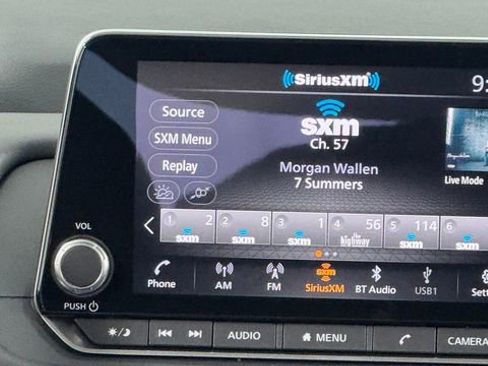 SiriusXM
9:
Source
sxm
SXM Menu
Ch. 57
Replay
Morgan Wallen
7 Summers
Live Mode
1 2 2 8 3 1 4 56 5 114 6
sxm sxm sxm the highway sxm sxm
VOL
Phone AM FM SiriusXM BT Audio USB1 Sett
PUSH
AUDIO MENU CAMERA